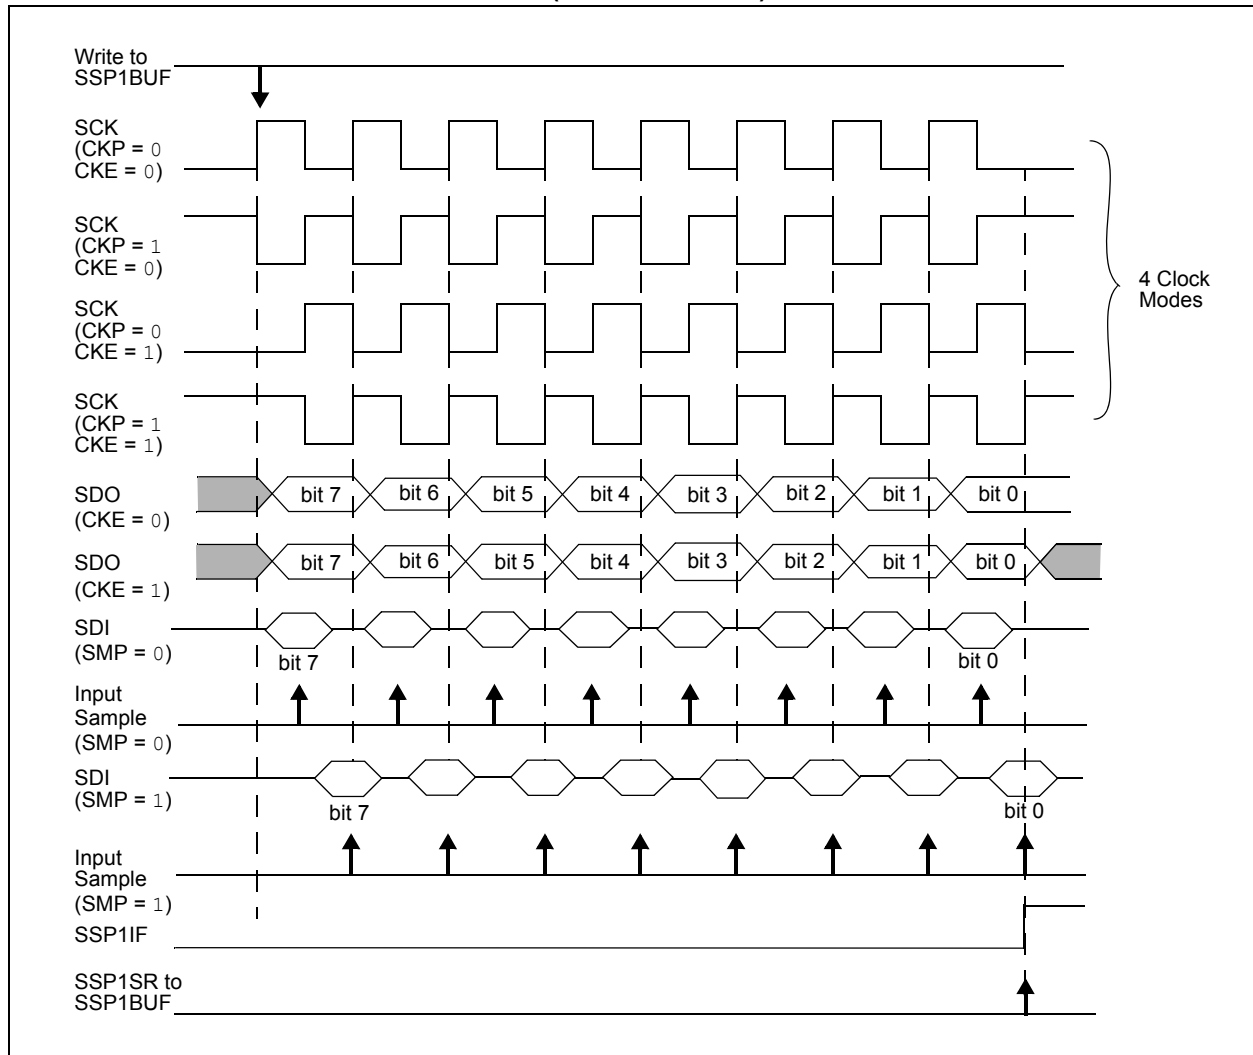 Write to
SSP1BUF
SCK
(CKP = 0
CKE = 0)
SCK
(CKP = 1
CKE = 0)
SCK
(CKP = 0
CKE = 1)
SCK
(CKP = 1
CKE = 1)
4 Clock
Modes
SDO
(CKE = 0)
bit 7 bit 6 bit 5 bit 4 bit 3 bit 2 bit 1 bit 0
SDO
(CKE = 1)
bit 7 bit 6 bit 5 bit 4 bit 3 bit 2 bit 1 bit 0
SDI
(SMP = 0)
bit 7 bit 0
Input
Sample
(SMP = 0)
SDI
(SMP = 1)
bit 7 bit 0
Input
Sample
(SMP = 1)
SSP1IF
SSP1SR to
SSP1BUF